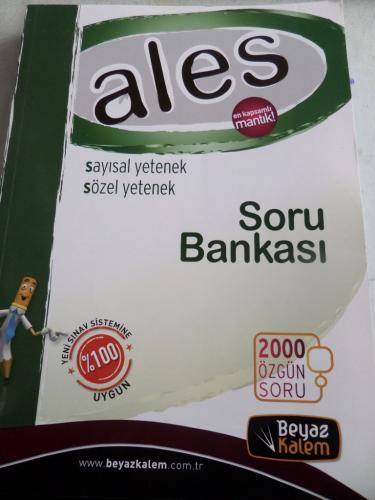 ales
en kapsamlı
mantık!
sayısal yetenek
sözel yetenek
Soru
Bankası
YENİ SINAV SİSTEMİNE
%100
UYGUN
2000
ÖZGÜN
SORU
Beyaz
Kalem
www.beyazkalem.com.tr